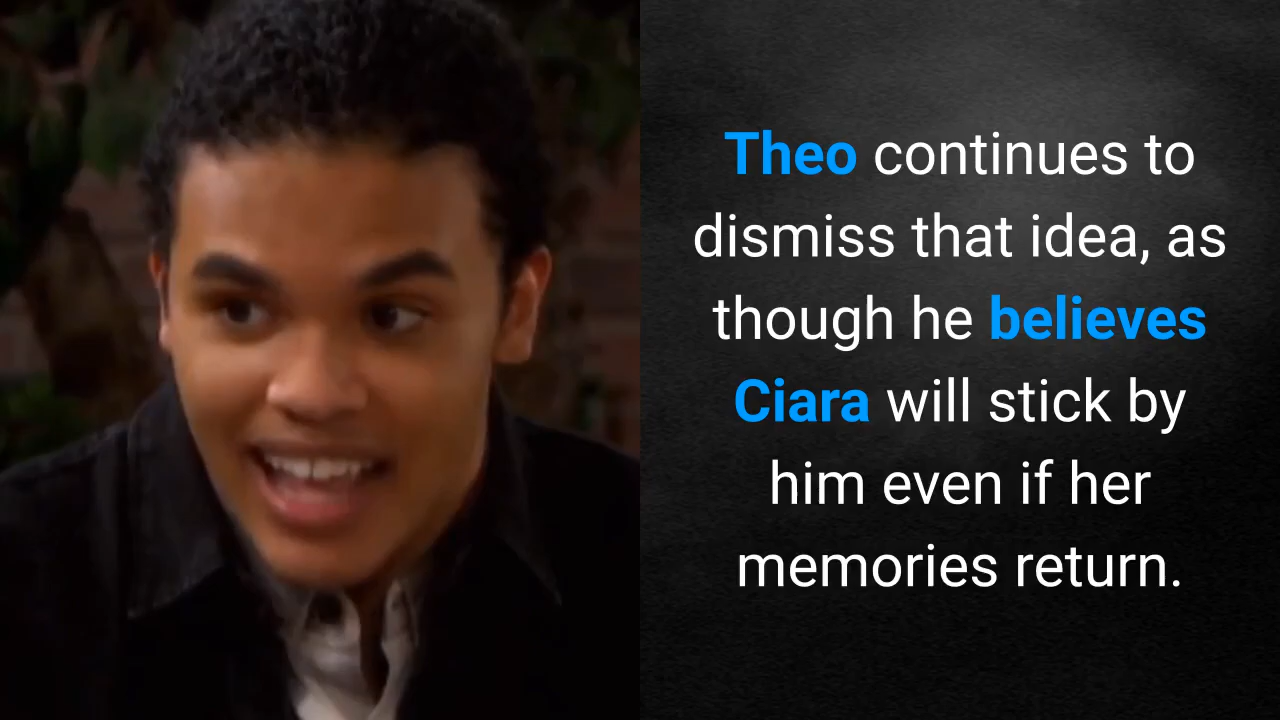 Theo continues to
dismiss that idea, as
though he believes
Ciara will stick by
him even if her
memories return.